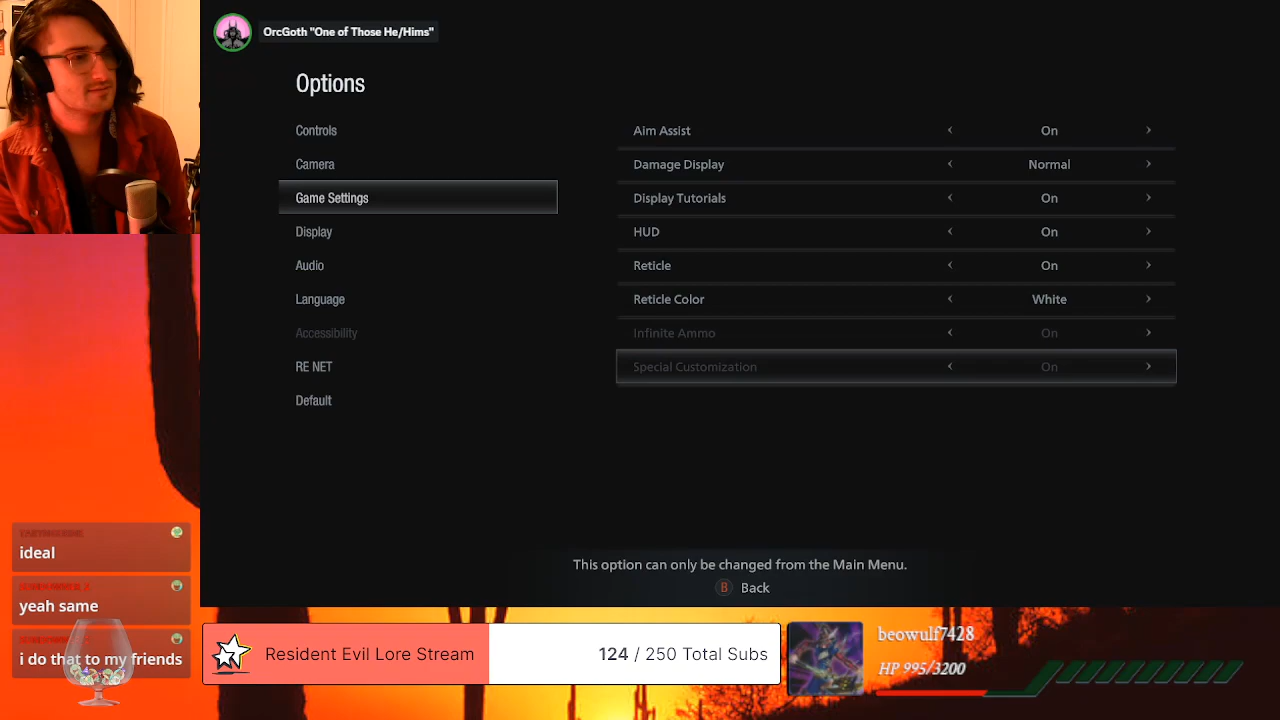 OrcGoth "One of Those He/Hims"
Options
Controls
Camera
Game Settings
Display
Audio
Language
Accessibility
RE NET
Default
Aim Assist On
Damage Display Normal
Display Tutorials On
HUD On
Reticle On
Reticle Color White
Infinite Ammo On
Special Customization On
This option can only be changed from the Main Menu.
B Back
ideal
yeah same
i do that to my friends
Resident Evil Lore Stream 124 / 250 Total Subs
beowulf7428
HP 995/3200